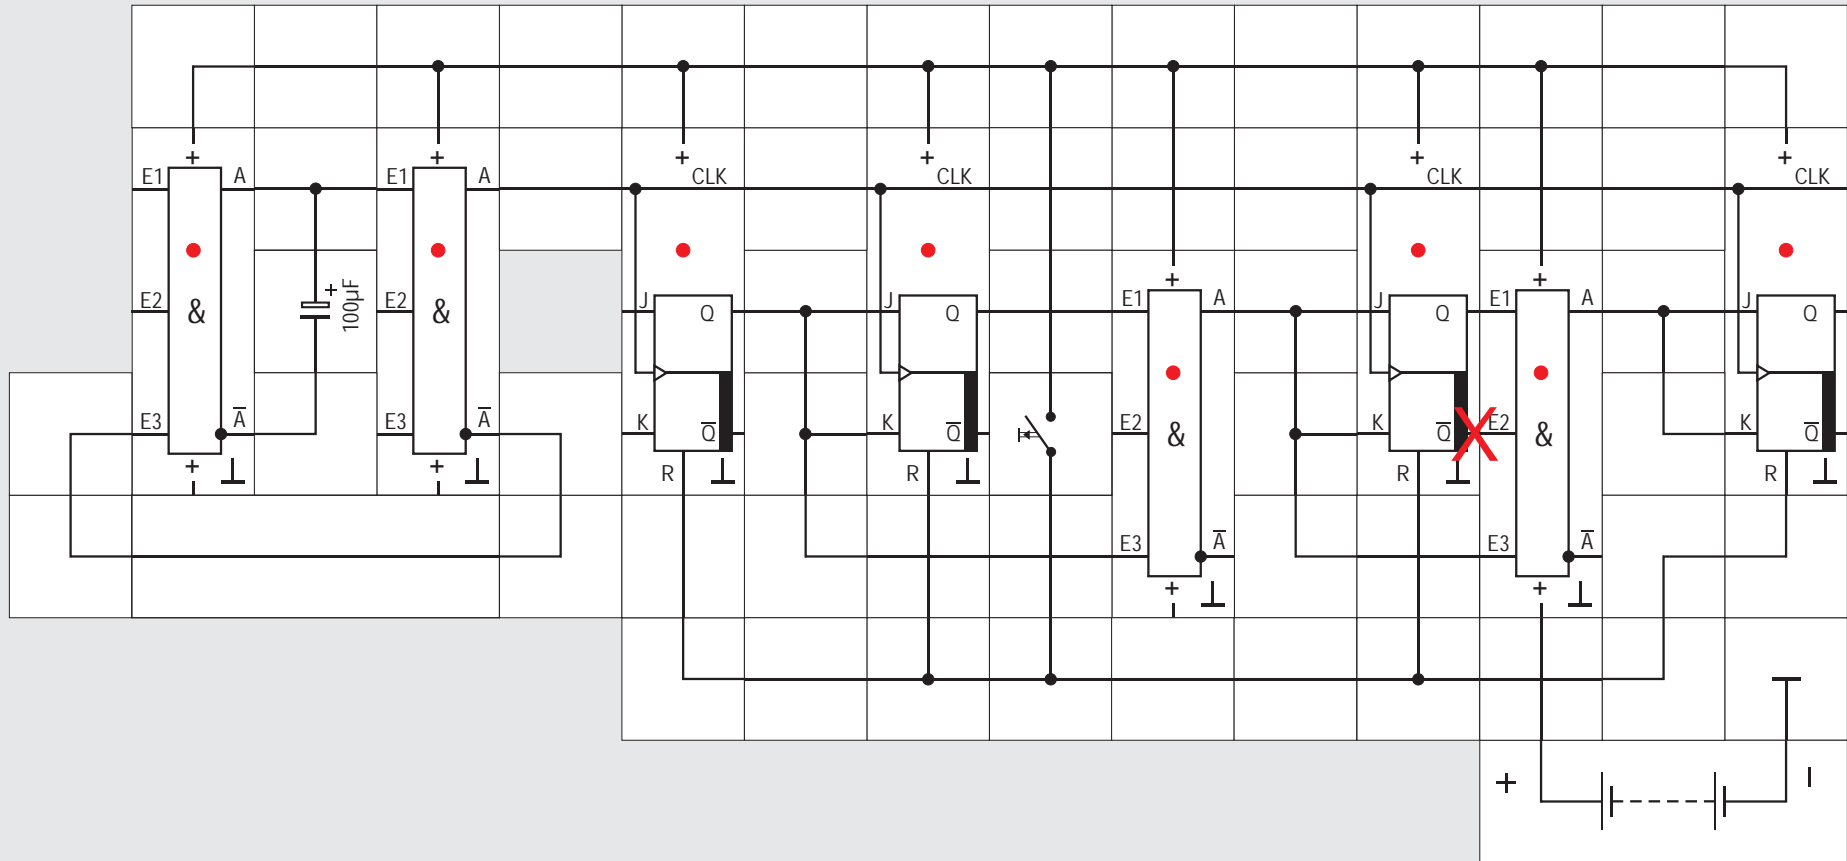 + + + + + +
E1 A E1 A CLK CLK CLK CLK
+ +
E2 & + 100µF E2 & J Q J Q E1 A J Q E1 A J Q
E3 A̅ E3 A̅ K Q̅ K Q̅ E2 & K Q̅ E2 & K Q̅
+ + R R R R
E3 A̅ E3 A̅
+ +
+ −